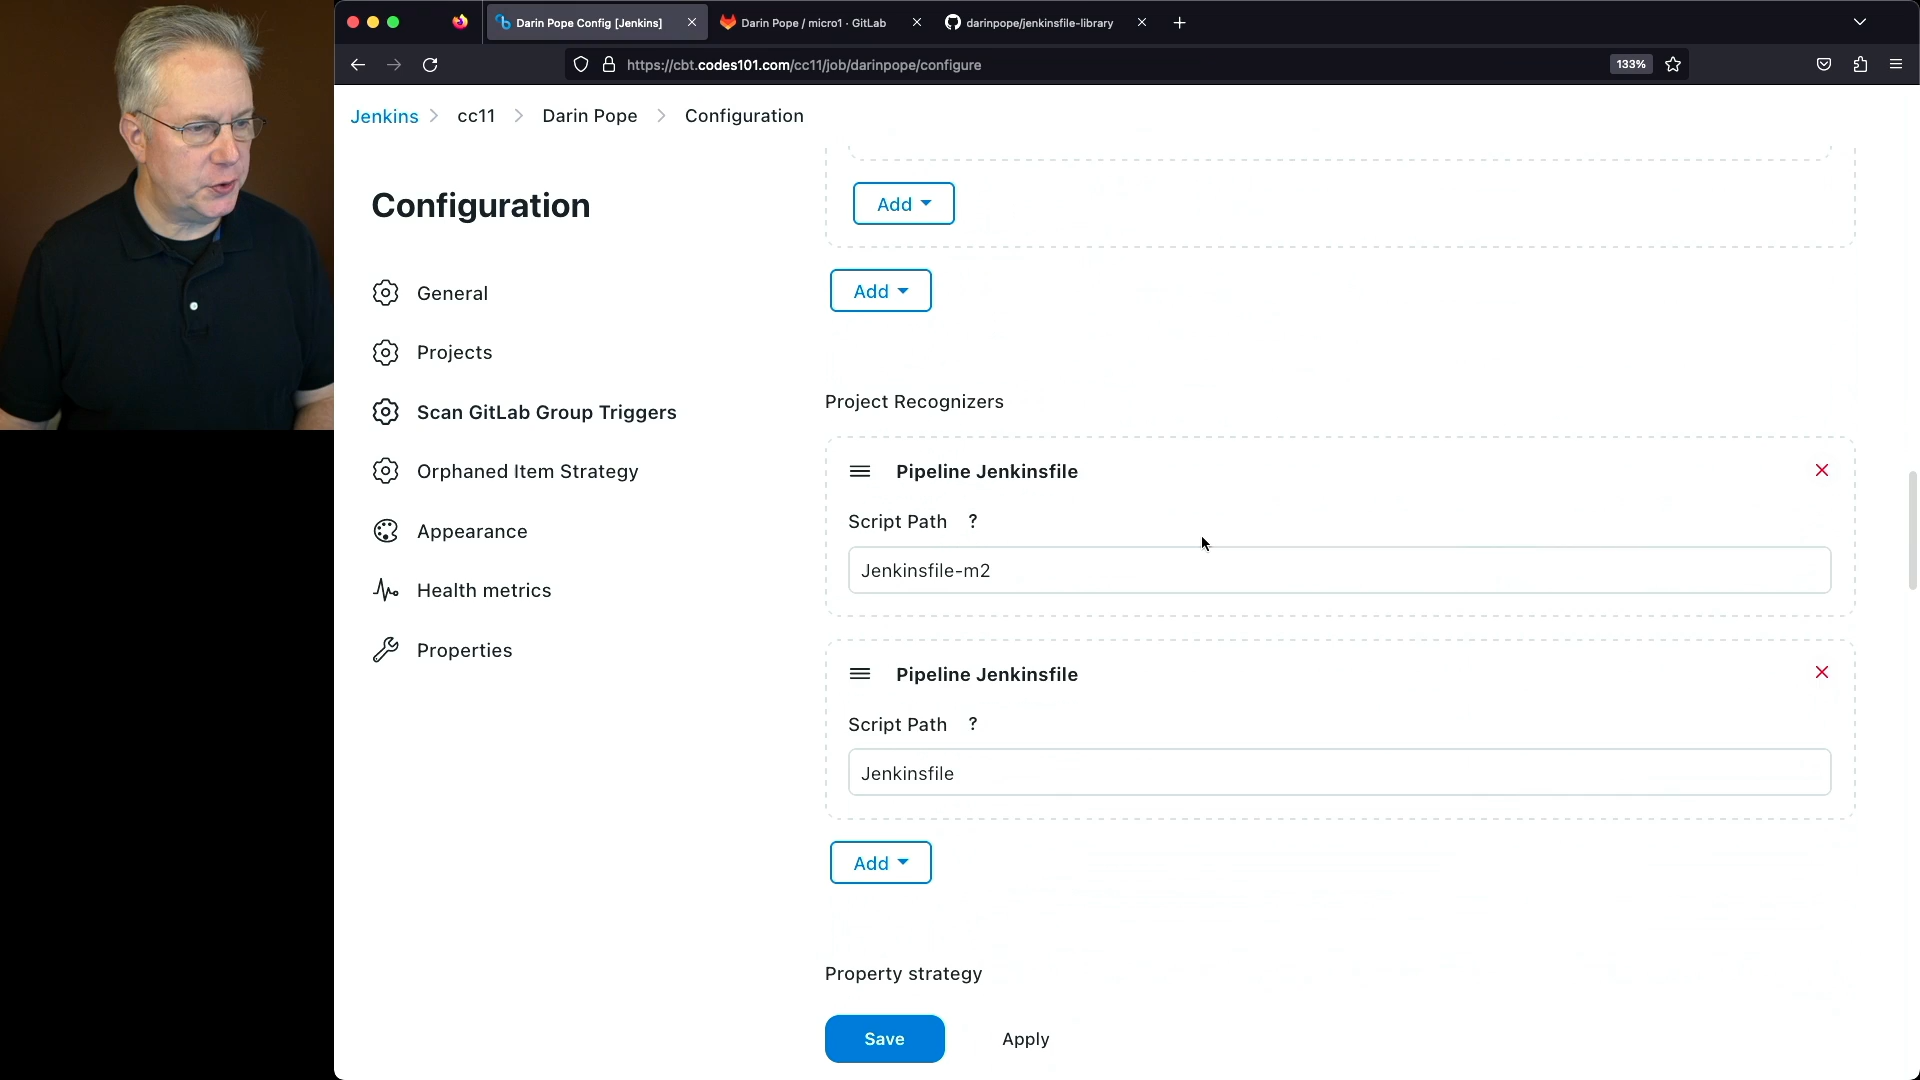 Darin Pope Config [Jenkins]
Darin Pope / micro1 · GitLab
darinpope/jenkinsfile-library
https://cbt.codes101.com/cc11/job/darinpope/configure
133%
Jenkins > cc11 > Darin Pope > Configuration
Configuration
General
Projects
Scan GitLab Group Triggers
Orphaned Item Strategy
Appearance
Health metrics
Properties
Add
Add
Project Recognizers
Pipeline Jenkinsfile
Script Path ?
Jenkinsfile-m2
Pipeline Jenkinsfile
Script Path ?
Jenkinsfile
Add
Property strategy
Save
Apply